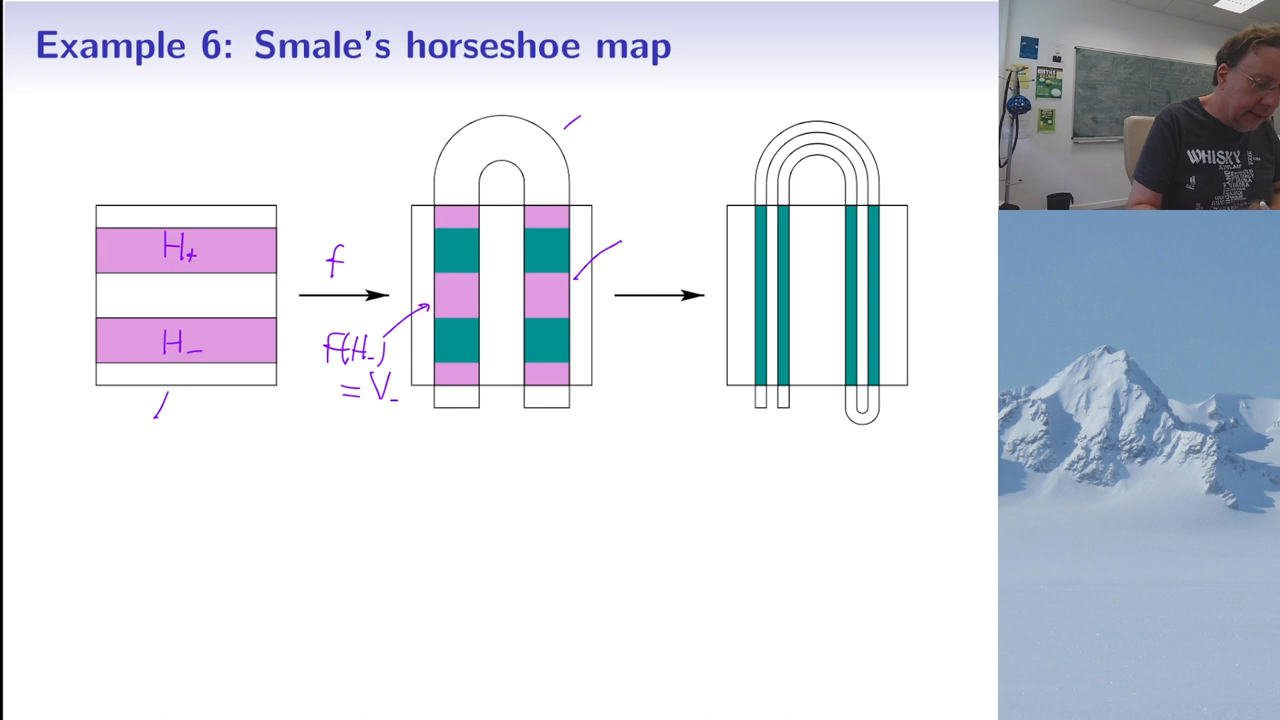 Example 6: Smale's horseshoe map
H₊
H₋
f
f(H₋)
= V₋
WHISKY